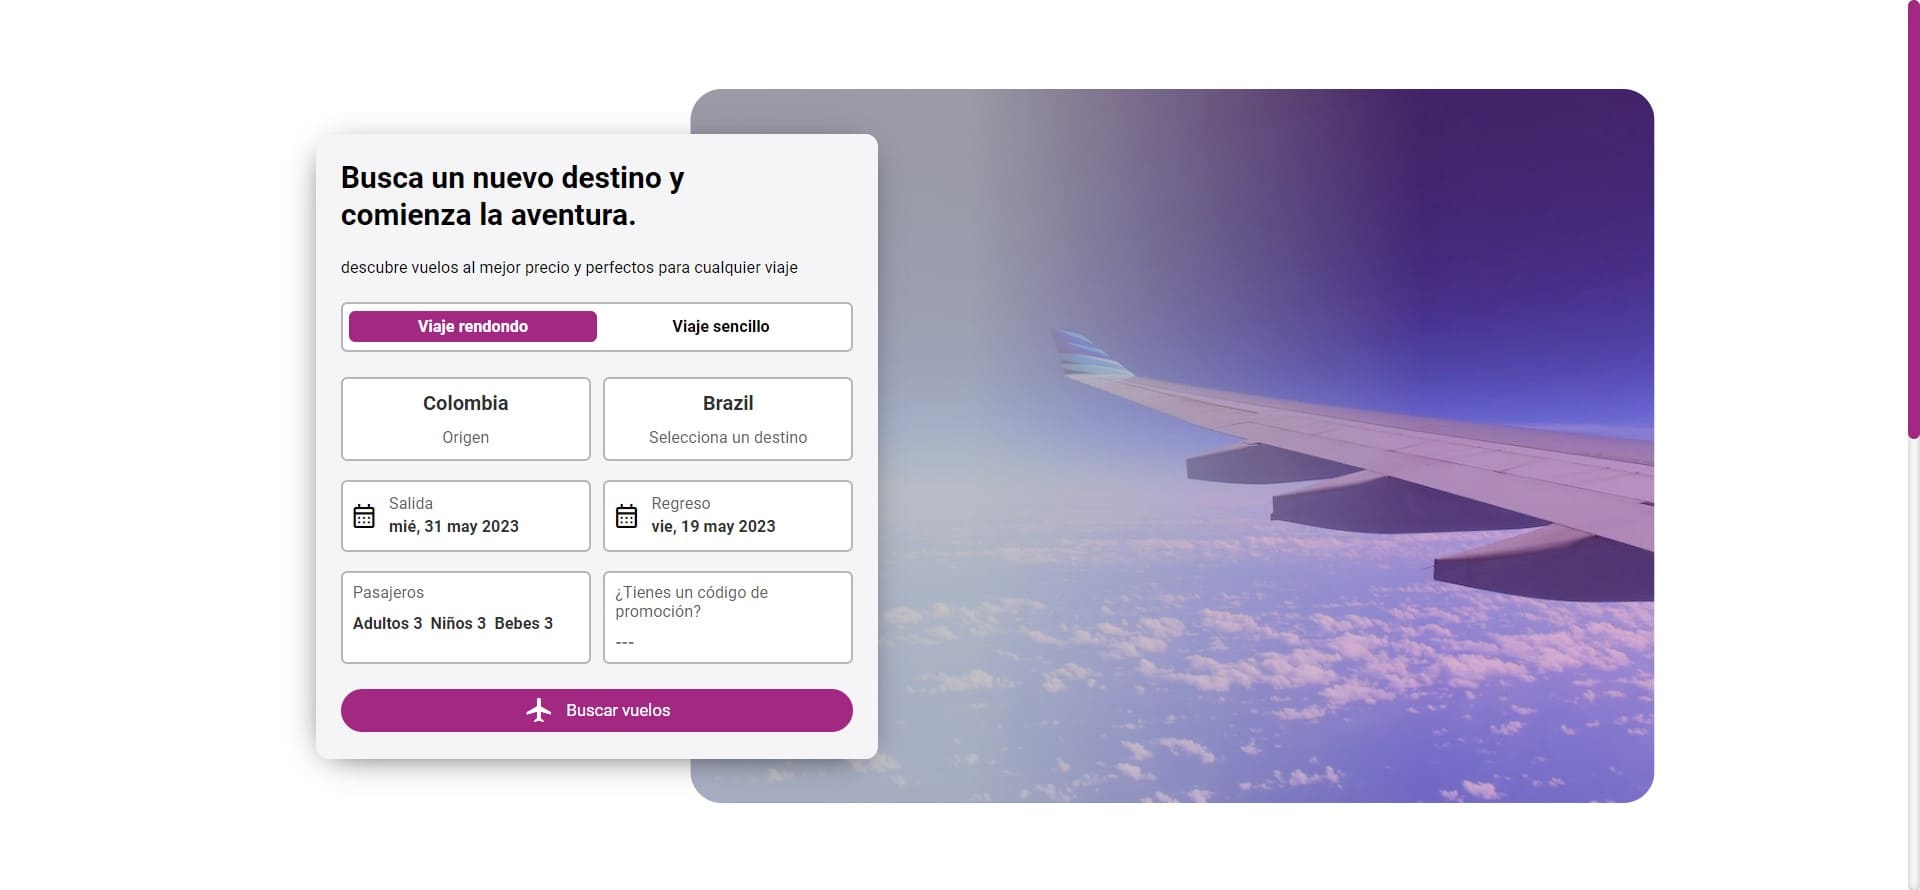 Busca un nuevo destino y
comienza la aventura.
descubre vuelos al mejor precio y perfectos para cualquier viaje
Viaje rendondo
Viaje sencillo
Colombia
Origen
Brazil
Selecciona un destino
Salida
mié, 31 may 2023
Regreso
vie, 19 may 2023
Pasajeros
Adultos 3 Niños 3 Bebes 3
¿Tienes un código de
promoción?
---
Buscar vuelos